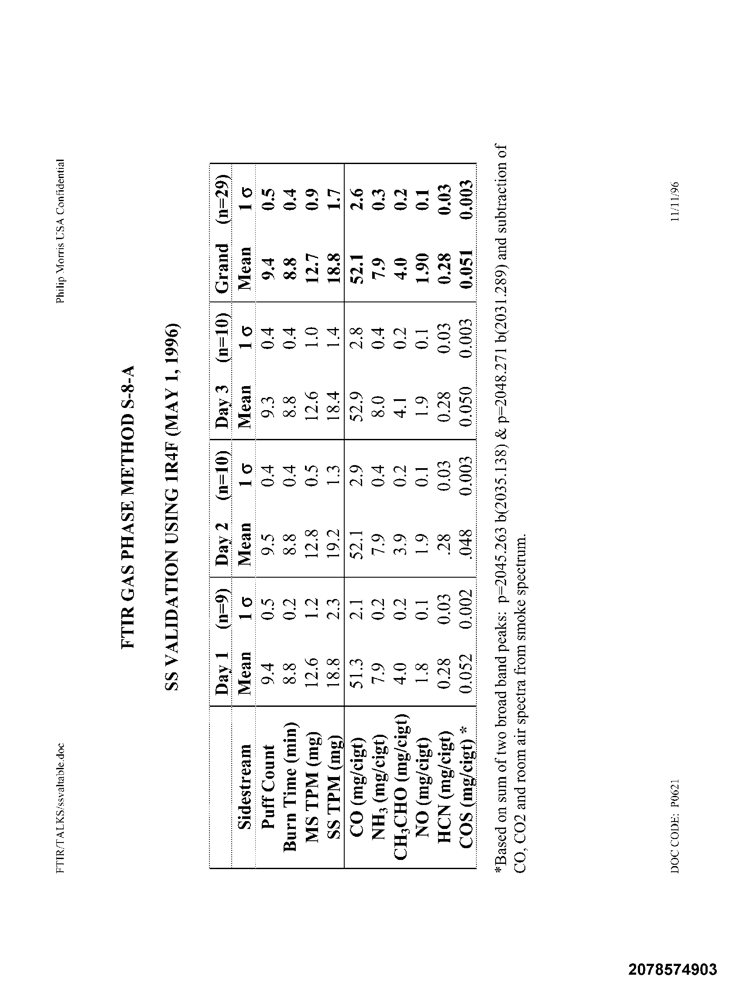 FTIR/TALKS/ssvaltable.doc Philip Morris USA Confidential
FTIR GAS PHASE METHOD S-8-A
SS VALIDATION USING 1R4F (MAY 1, 1996)
Day 1 (n=9) Day 2 (n=10) Day 3 (n=10) Grand (n=29)
Sidestream Mean 1 σ Mean 1 σ Mean 1 σ Mean 1 σ
Puff Count 9.4 0.5 9.5 0.4 9.3 0.4 9.4 0.5
Burn Time (min) 8.8 0.2 8.8 0.4 8.8 0.4 8.8 0.4
MS TPM (mg) 12.6 1.2 12.8 0.5 12.6 1.0 12.7 0.9
SS TPM (mg) 18.8 2.3 19.2 1.3 18.4 1.4 18.8 1.7
CO (mg/cigt) 51.3 2.1 52.1 2.9 52.9 2.8 52.1 2.6
NH₃ (mg/cigt) 7.9 0.2 7.9 0.4 8.0 0.4 7.9 0.3
CH₃CHO (mg/cigt) 4.0 0.2 3.9 0.2 4.1 0.2 4.0 0.2
NO (mg/cigt) 1.8 0.1 1.9 0.1 1.9 0.1 1.90 0.1
HCN (mg/cigt) 0.28 0.03 .28 0.03 0.28 0.03 0.28 0.03
COS (mg/cigt) * 0.052 0.002 .048 0.003 0.050 0.003 0.051 0.003
*Based on sum of two broad band peaks: p=2045.263 b(2035.138) & p=2048.271 b(2031.289) and subtraction of
CO, CO2 and room air spectra from smoke spectrum.
DOC CODE: P0621 11/11/96
2078574903